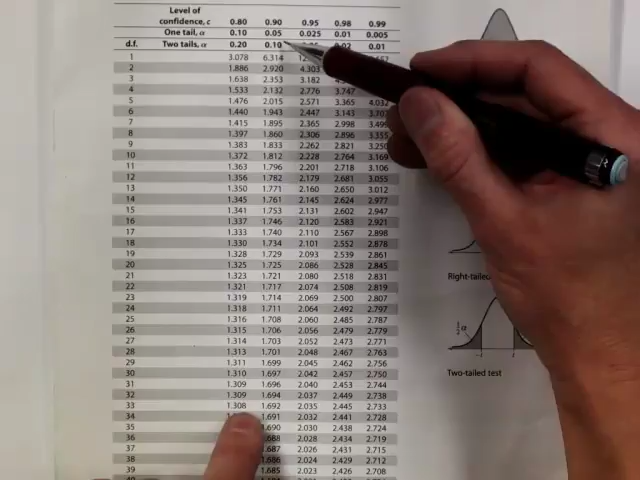 Level of
confidence, c 0.80 0.90 0.95 0.98 0.99
One tail, α 0.10 0.05 0.025 0.01 0.005
d.f. Two tails, α 0.20 0.10 0.02 0.01
1 3.078 6.314
2 1.886 2.920 4.303
3 1.638 2.353 3.182
4 1.533 2.132 2.776 3.747
5 1.476 2.015 2.571 3.365 4.032
6 1.440 1.943 2.447 3.143 3.707
7 1.415 1.895 2.365 2.998 3.499
8 1.397 1.860 2.306 2.896 3.355
9 1.383 1.833 2.262 2.821 3.250
10 1.372 1.812 2.228 2.764 3.169
11 1.363 1.796 2.201 2.718 3.106
12 1.356 1.782 2.179 2.681 3.055
13 1.350 1.771 2.160 2.650 3.012
14 1.345 1.761 2.145 2.624 2.977
15 1.341 1.753 2.131 2.602 2.947
16 1.337 1.746 2.120 2.583 2.921
17 1.333 1.740 2.110 2.567 2.898
18 1.330 1.734 2.101 2.552 2.878
19 1.328 1.729 2.093 2.539 2.861
20 1.325 1.725 2.086 2.528 2.845
21 1.323 1.721 2.080 2.518 2.831
22 1.321 1.717 2.074 2.508 2.819
23 1.319 1.714 2.069 2.500 2.807
24 1.318 1.711 2.064 2.492 2.797
25 1.316 1.708 2.060 2.485 2.787
26 1.315 1.706 2.056 2.479 2.779
27 1.314 1.703 2.052 2.473 2.771
28 1.313 1.701 2.048 2.467 2.763
29 1.311 1.699 2.045 2.462 2.756
30 1.310 1.697 2.042 2.457 2.750
31 1.309 1.696 2.040 2.453 2.744
32 1.309 1.694 2.037 2.449 2.738
33 1.308 1.692 2.035 2.445 2.733
34 1.691 2.032 2.441 2.728
35 1.690 2.030 2.438 2.724
36 1.688 2.028 2.434 2.719
37 1.687 2.026 2.431 2.715
38 1.686 2.024 2.429 2.712
39 1.685 2.023 2.426 2.708
Right-tailed
½α
−t t
Two-tailed test